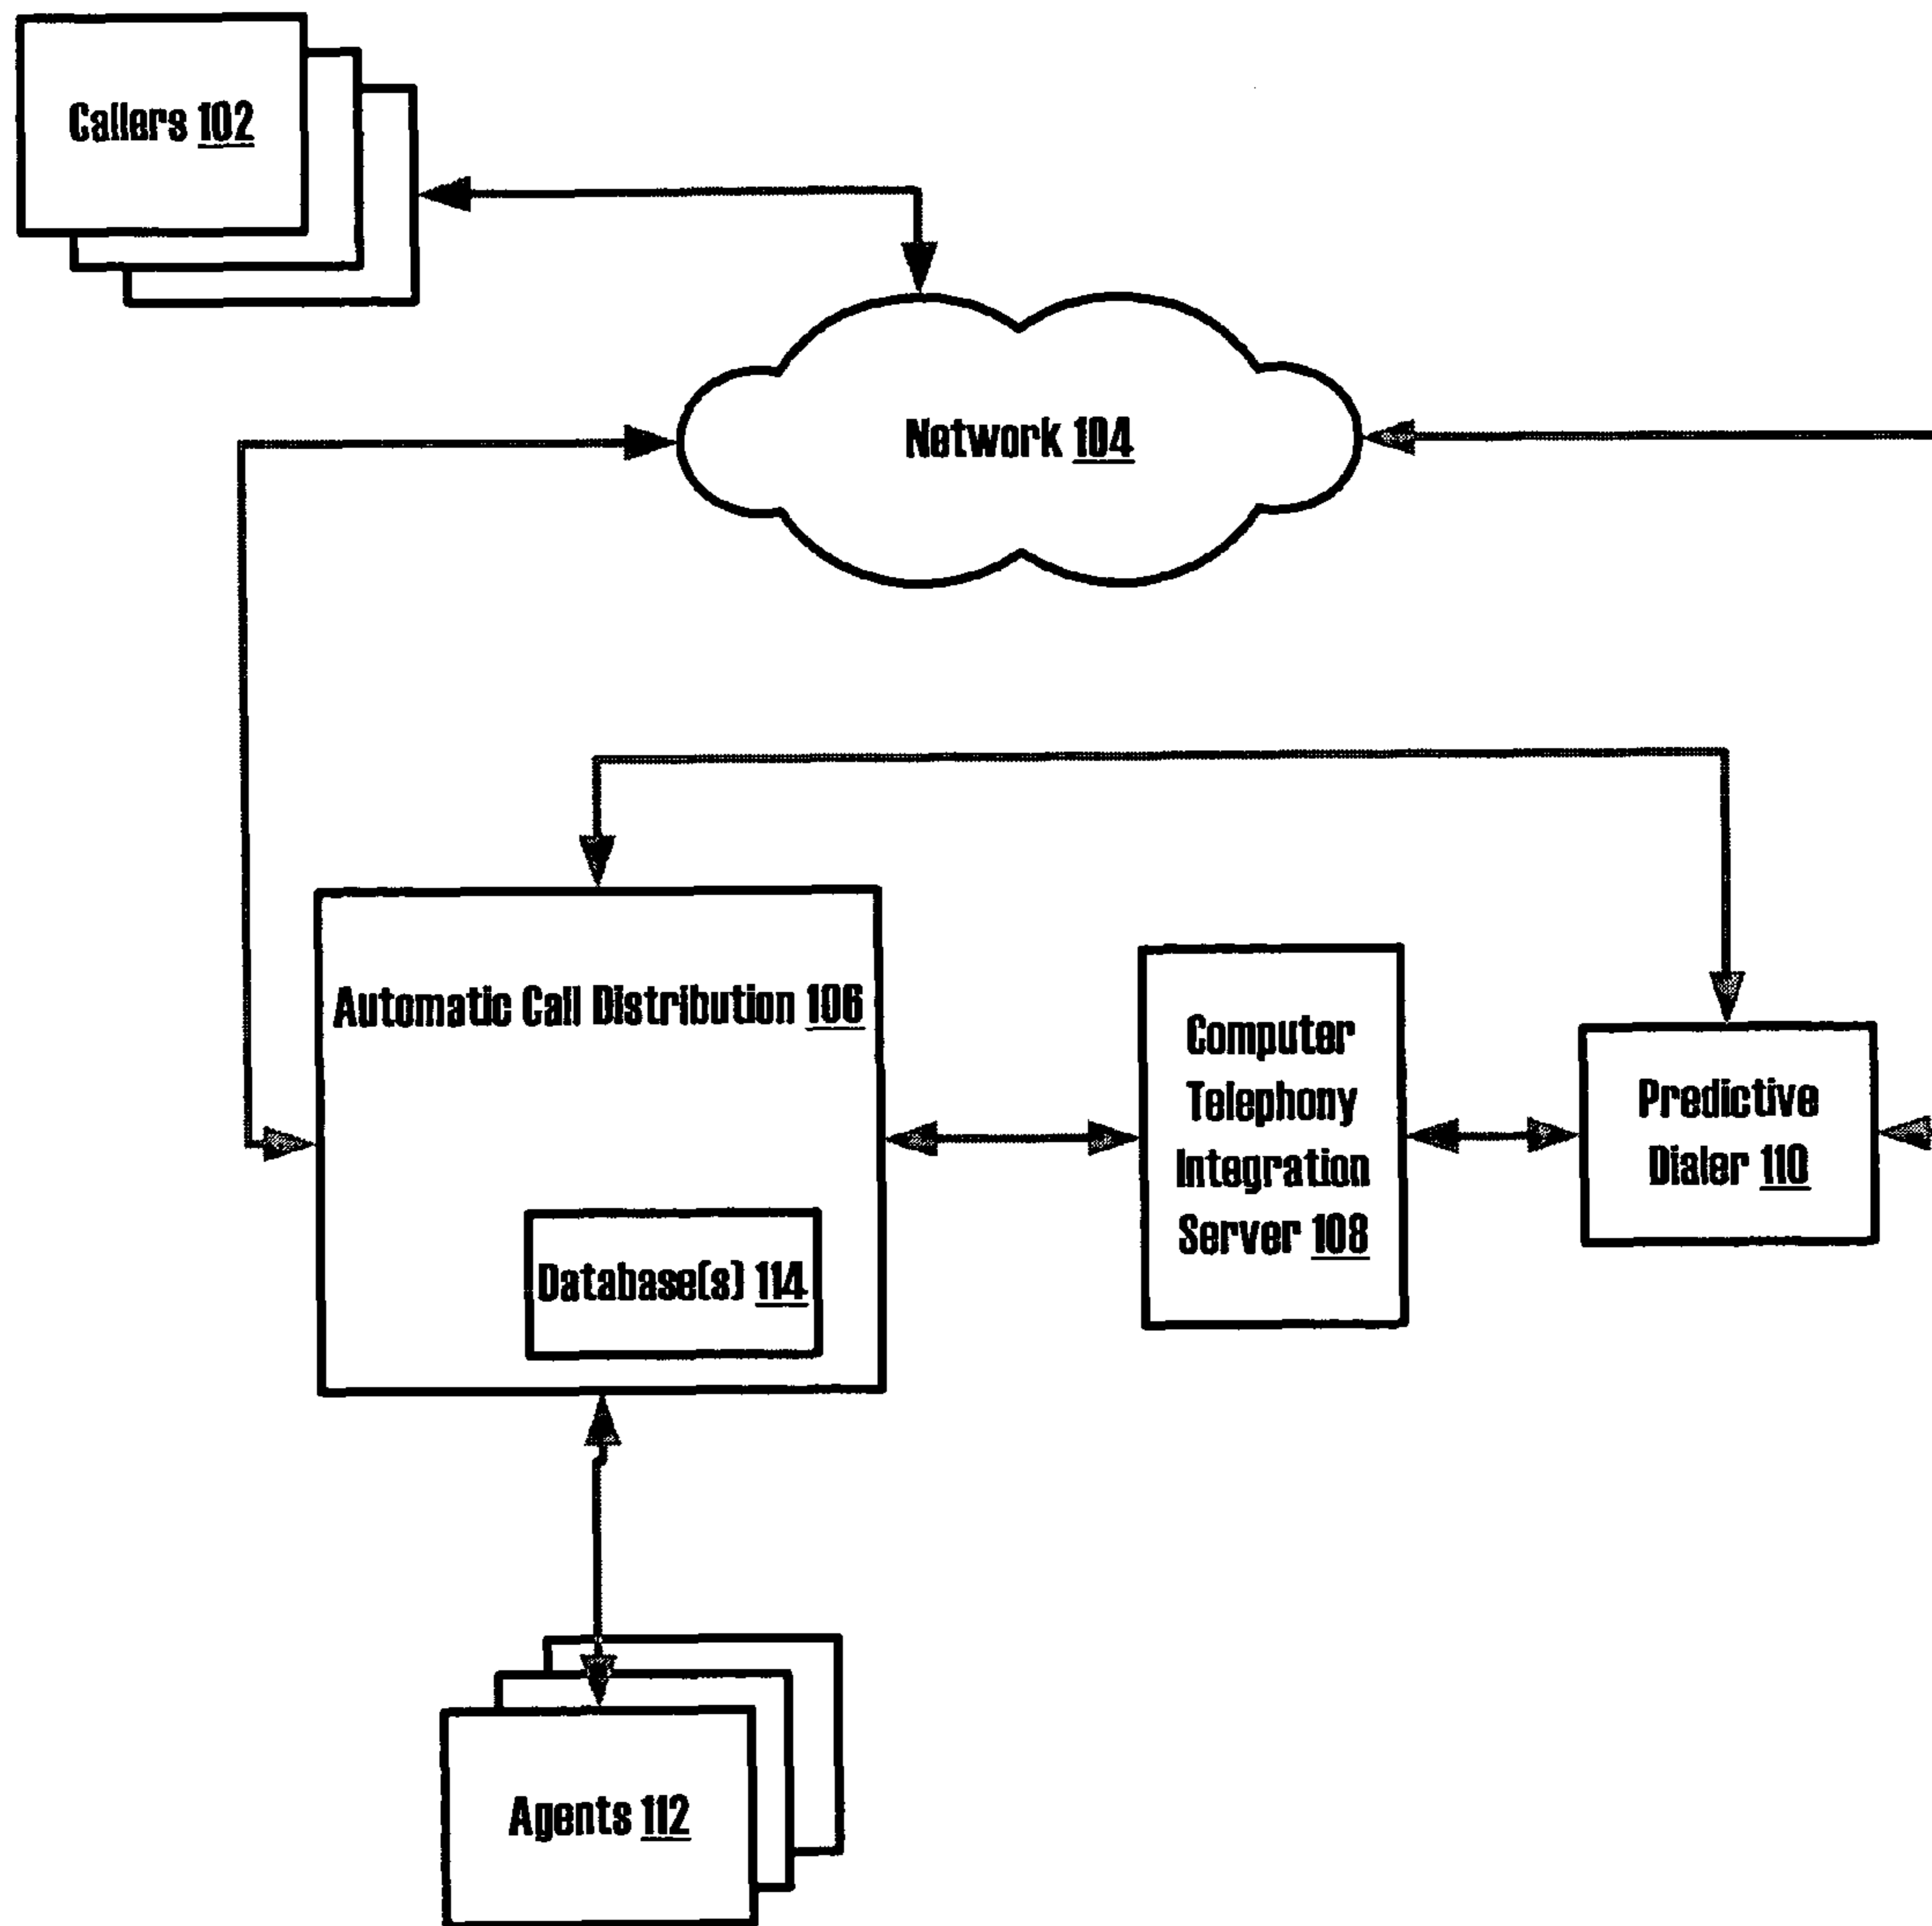 Callers 102
Network 104
Automatic Call Distribution 106
Computer
Telephony
Integration
Server 108
Predictive
Dialer 110
Database(s) 114
Agents 112